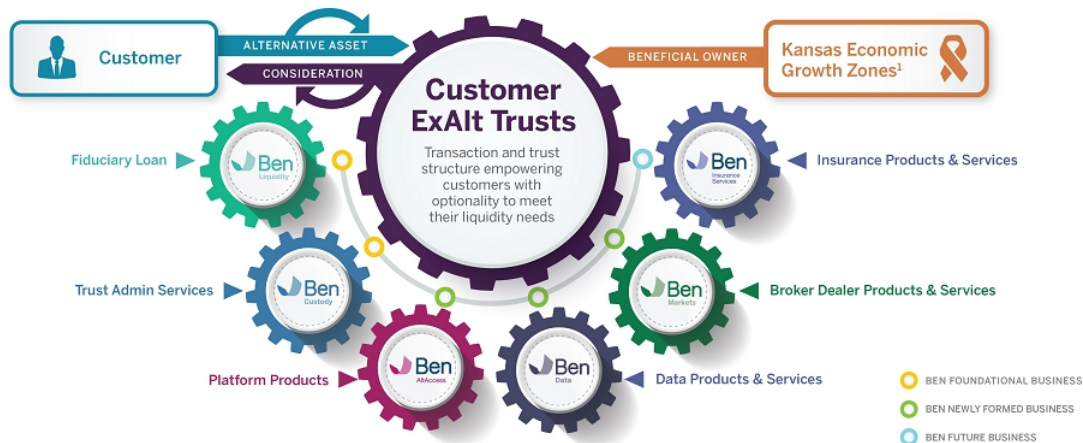 Customer
ALTERNATIVE ASSET
CONSIDERATION
BENEFICIAL OWNER
Kansas Economic
Growth Zones¹
Customer
ExAlt Trusts
Transaction and trust
structure empowering
customers with
optionality to meet
their liquidity needs
Fiduciary Loan
Ben
Liquidity
Ben
Insurance
Services
Insurance Products & Services
Trust Admin Services
Ben
Custody
Ben
Markets
Broker Dealer Products & Services
Platform Products
Ben
AltAccess
Ben
Data
Data Products & Services
BEN FOUNDATIONAL BUSINESS
BEN NEWLY FORMED BUSINESS
BEN FUTURE BUSINESS